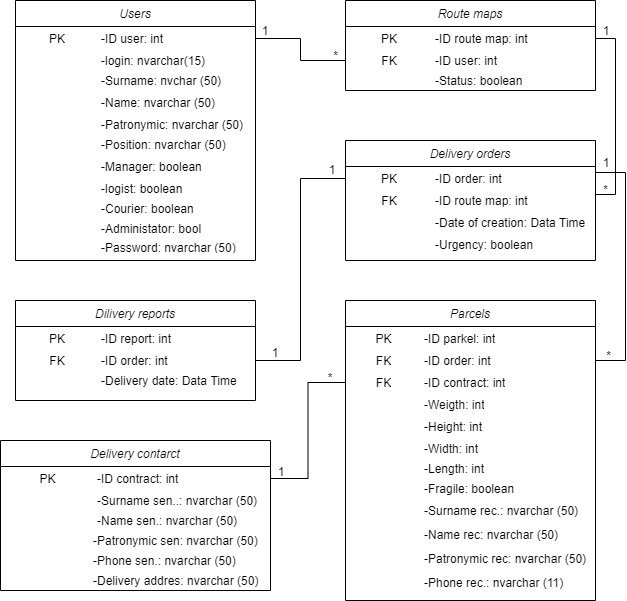 Users
PK -ID user: int
-login: nvarchar(15)
-Surname: nvchar (50)
-Name: nvarchar (50)
-Patronymic: nvarchar (50)
-Position: nvarchar (50)
-Manager: boolean
-logist: boolean
-Courier: boolean
-Administator: bool
-Password: nvarchar (50)
1
*
Route maps
PK -ID route map: int
FK -ID user: int
-Status: boolean
1
*
Delivery orders
PK -ID order: int
FK -ID route map: int
-Date of creation: Data Time
-Urgency: boolean
1
*
1
1
Dilivery reports
PK -ID report: int
FK -ID order: int
-Delivery date: Data Time
Parcels
PK -ID parkel: int
FK -ID order: int
FK -ID contract: int
-Weigth: int
-Height: int
-Width: int
-Length: int
-Fragile: boolean
-Surname rec.: nvarchar (50)
-Name rec: nvarchar (50)
-Patronymic rec: nvarchar (50)
-Phone rec.: nvarchar (11)
*
1
Delivery contarct
PK -ID contract: int
-Surname sen..: nvarchar (50)
-Name sen.: nvarchar (50)
-Patronymic sen: nvarchar (50)
-Phone sen.: nvarchar (50)
-Delivery addres: nvarchar (50)